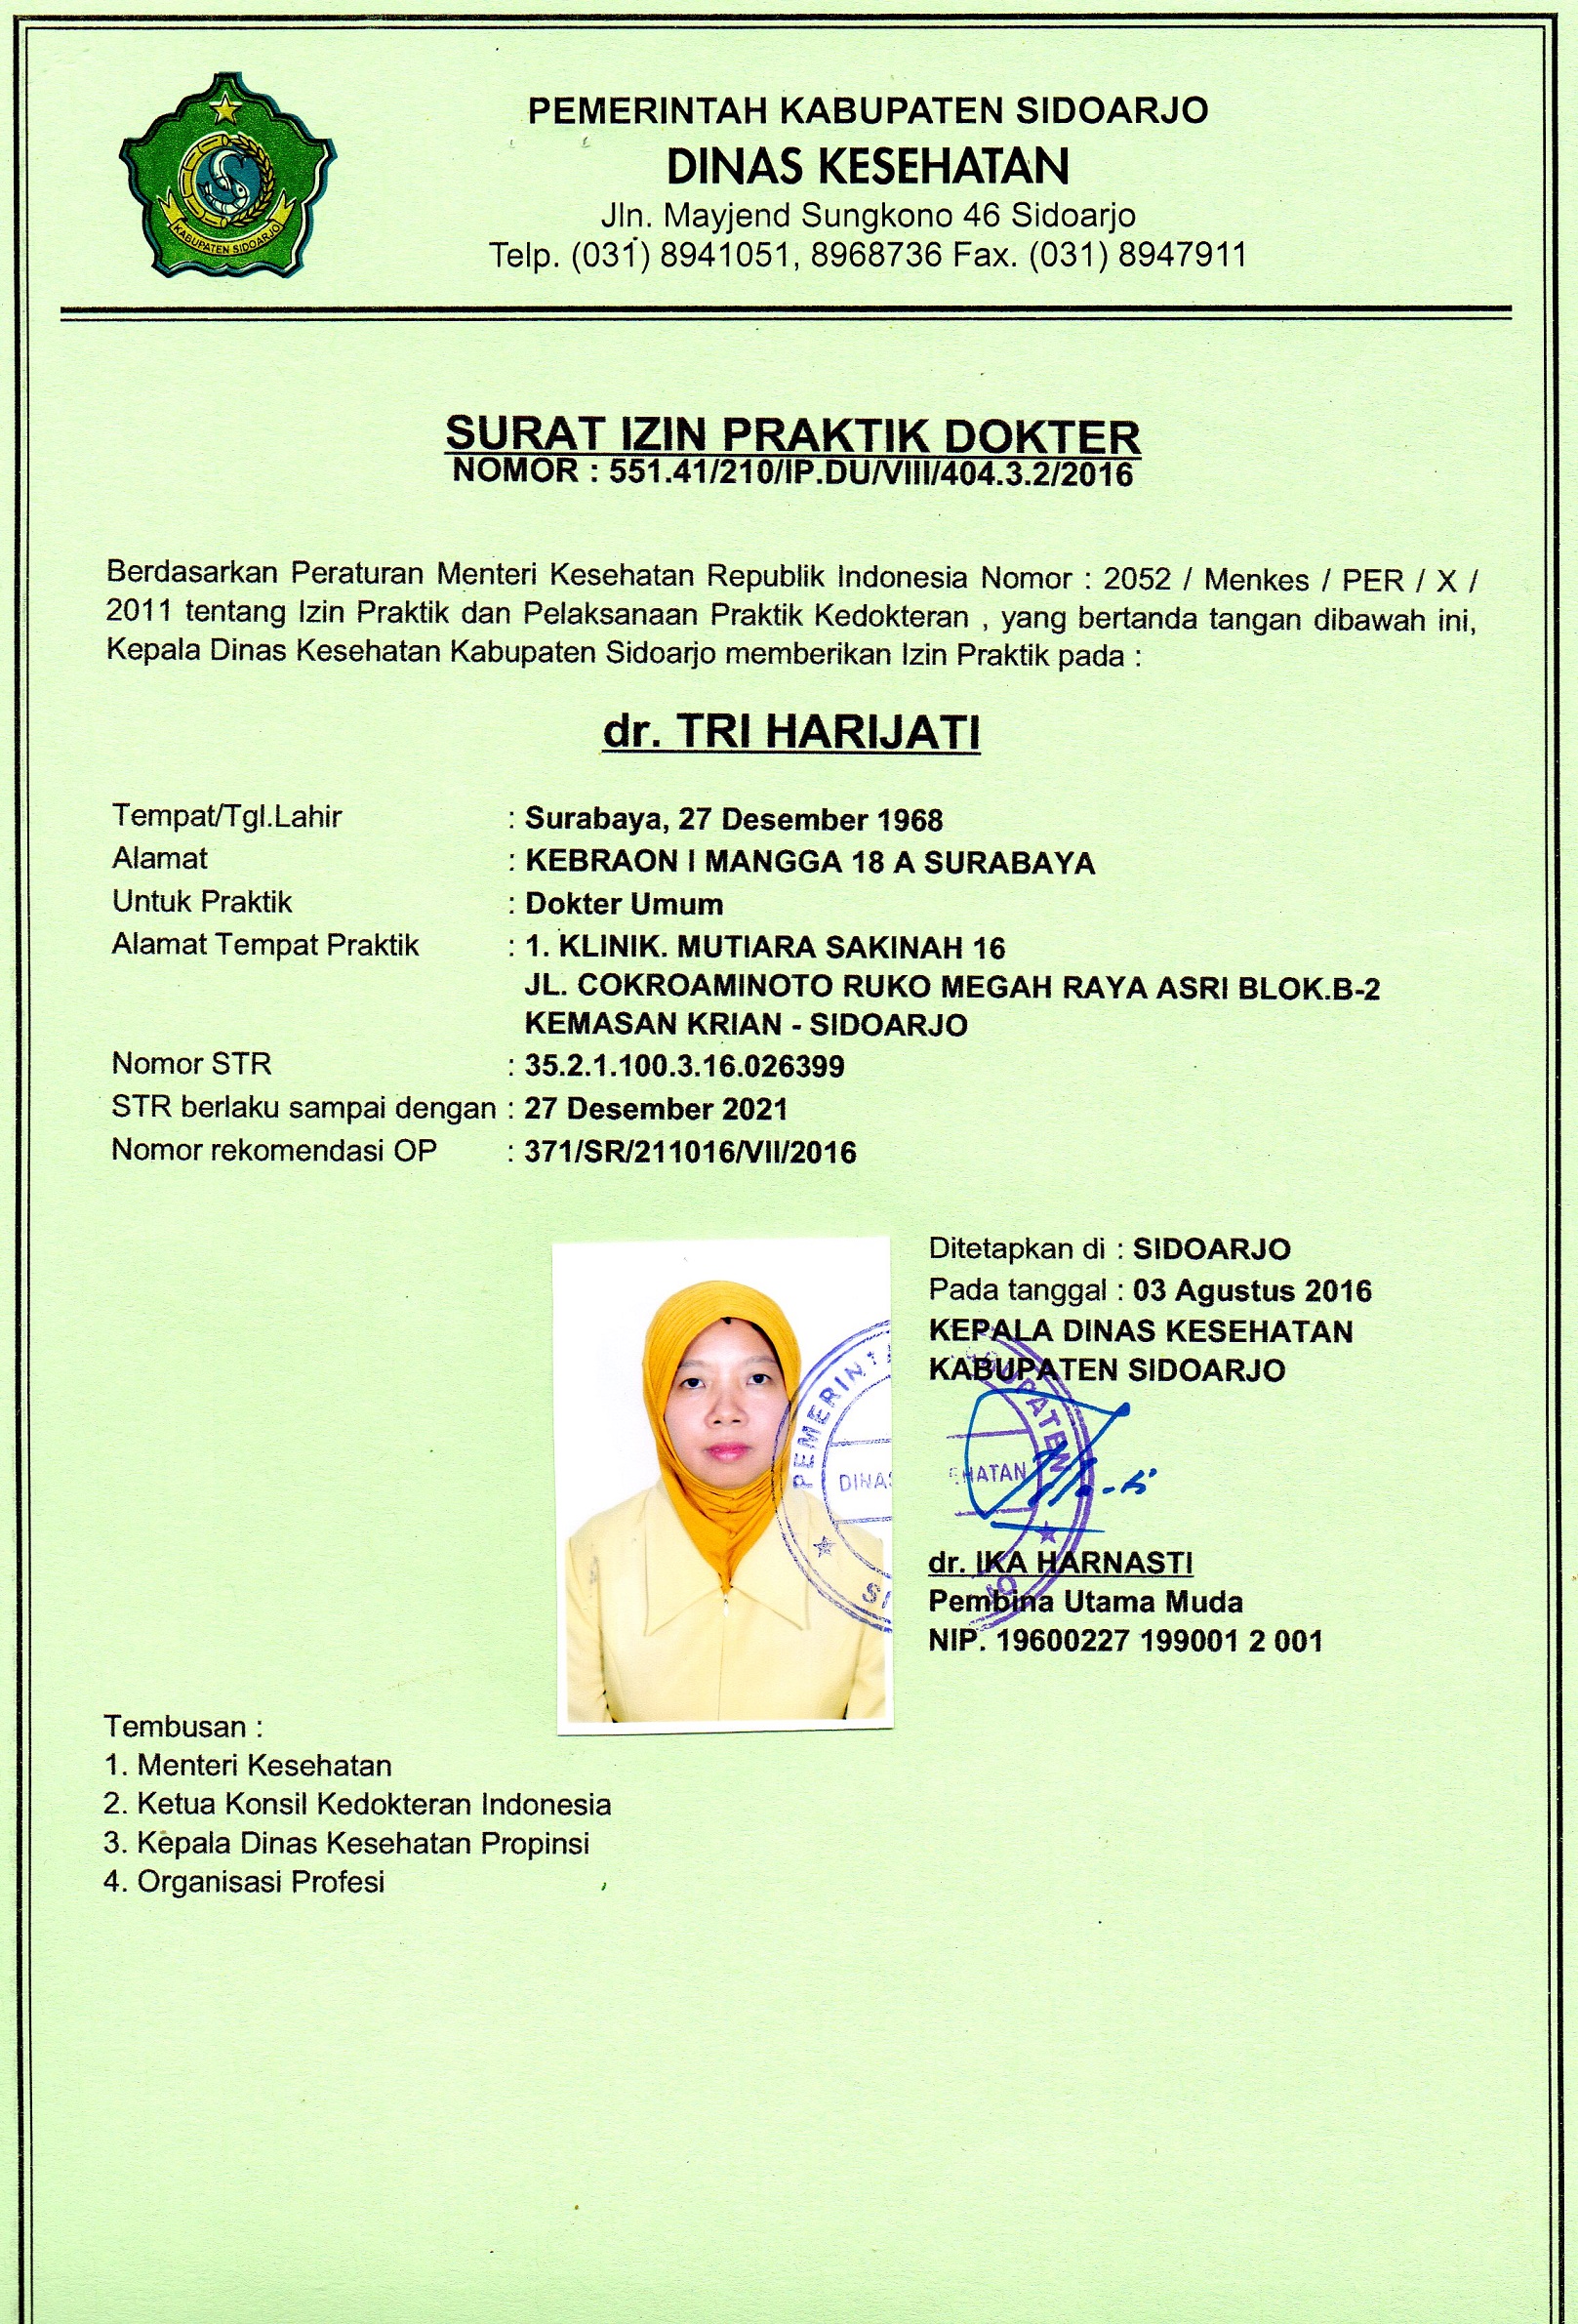 PEMERINTAH KABUPATEN SIDOARJO
DINAS KESEHATAN
Jln. Mayjend Sungkono 46 Sidoarjo
Telp. (031) 8941051, 8968736 Fax. (031) 8947911
KABUPATEN SIDOARJO
SURAT IZIN PRAKTIK DOKTER
NOMOR : 551.41/210/IP.DU/VIII/404.3.2/2016
Berdasarkan Peraturan Menteri Kesehatan Republik Indonesia Nomor : 2052 / Menkes / PER / X /
2011 tentang Izin Praktik dan Pelaksanaan Praktik Kedokteran , yang bertanda tangan dibawah ini,
Kepala Dinas Kesehatan Kabupaten Sidoarjo memberikan Izin Praktik pada :
dr. TRI HARIJATI
Tempat/Tgl.Lahir : Surabaya, 27 Desember 1968
Alamat : KEBRAON I MANGGA 18 A SURABAYA
Untuk Praktik : Dokter Umum
Alamat Tempat Praktik : 1. KLINIK. MUTIARA SAKINAH 16
JL. COKROAMINOTO RUKO MEGAH RAYA ASRI BLOK.B-2
KEMASAN KRIAN - SIDOARJO
Nomor STR : 35.2.1.100.3.16.026399
STR berlaku sampai dengan : 27 Desember 2021
Nomor rekomendasi OP : 371/SR/211016/VII/2016
Ditetapkan di : SIDOARJO
Pada tanggal : 03 Agustus 2016
KEPALA DINAS KESEHATAN
KABUPATEN SIDOARJO
dr. IKA HARNASTI
Pembina Utama Muda
NIP. 19600227 199001 2 001
Tembusan :
1. Menteri Kesehatan
2. Ketua Konsil Kedokteran Indonesia
3. Kepala Dinas Kesehatan Propinsi
4. Organisasi Profesi